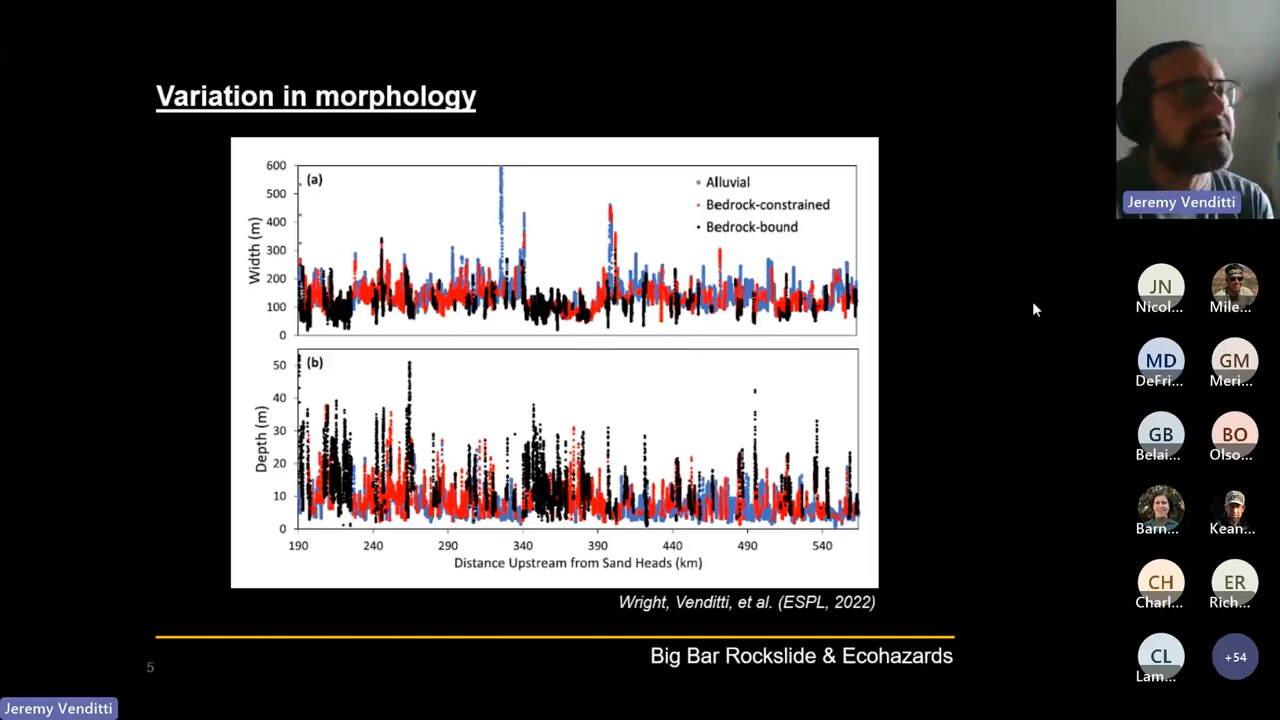 Variation in morphology
(a)
600
500
400
300
200
100
0
Width (m)
Alluvial
Bedrock-constrained
Bedrock-bound
(b)
50
40
30
20
10
0
Depth (m)
190 240 290 340 390 440 490 540
Distance Upstream from Sand Heads (km)
Wright, Venditti, et al. (ESPL, 2022)
Big Bar Rockslide & Ecohazards
5
Jeremy Venditti
Jeremy Venditti
JN
Nicol...
Mile...
MD
DeFri...
GM
Meri...
GB
Belai...
BO
Olso...
Barn...
Kean...
CH
Charl...
ER
Rich...
CL
Lam...
+54